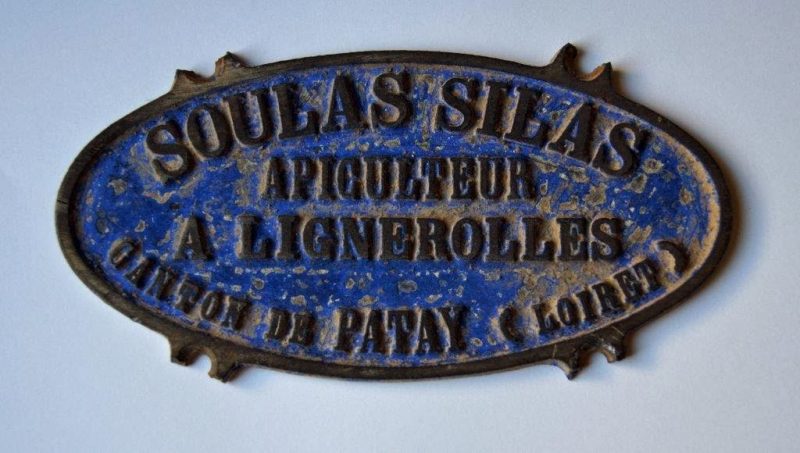 SOULAS SILAS
APICULTEUR
A LIGNEROLLES
CANTON DE PATAY (LOIRET)